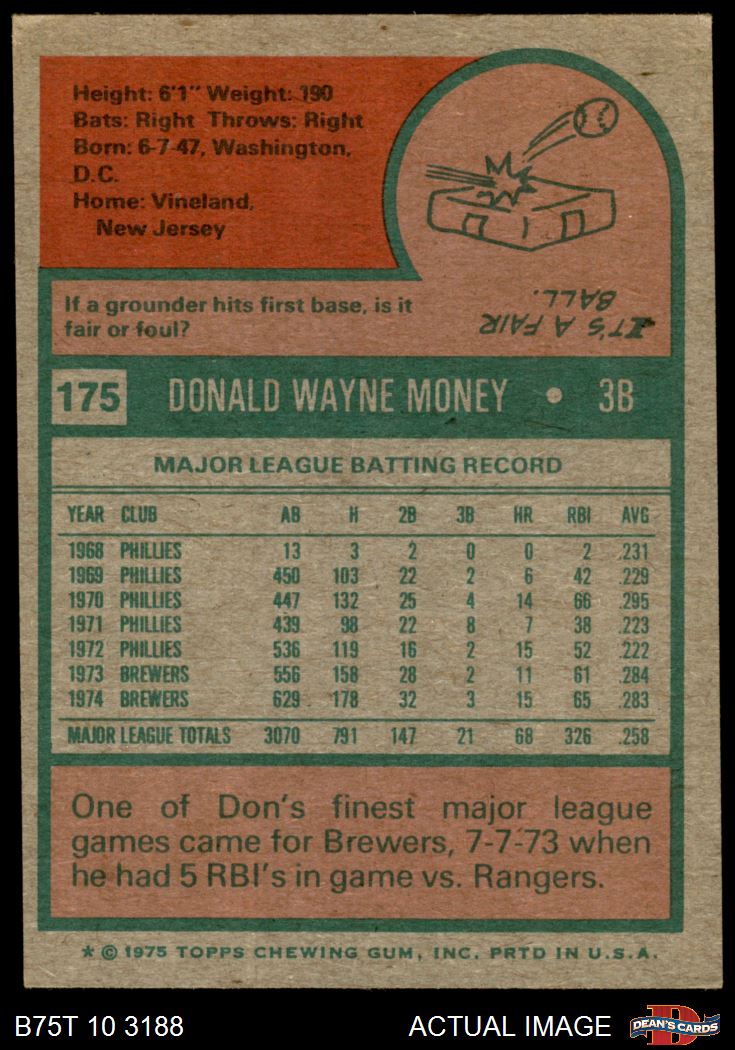 Height: 6'1" Weight: 190
Bats: Right Throws: Right
Born: 6-7-47, Washington,
D.C.
Home: Vineland,
New Jersey
If a grounder hits first base, is it
fair or foul?
IT'S A FAIR
BALL.
175 DONALD WAYNE MONEY • 3B
MAJOR LEAGUE BATTING RECORD
YEAR CLUB AB H 2B 3B HR RBI AVG
1968 PHILLIES 13 3 2 0 0 2 .231
1969 PHILLIES 450 103 22 2 6 42 .229
1970 PHILLIES 447 132 25 4 14 66 .295
1971 PHILLIES 439 98 22 8 7 38 .223
1972 PHILLIES 536 119 16 2 15 52 .222
1973 BREWERS 556 158 28 2 11 61 .284
1974 BREWERS 629 178 32 3 15 65 .283
MAJOR LEAGUE TOTALS 3070 791 147 21 68 326 .258
One of Don's finest major league
games came for Brewers, 7-7-73 when
he had 5 RBI's in game vs. Rangers.
* © 1975 TOPPS CHEWING GUM, INC. PRTD IN U.S.A.
B75T 10 3188 ACTUAL IMAGE DEAN'S CARDS